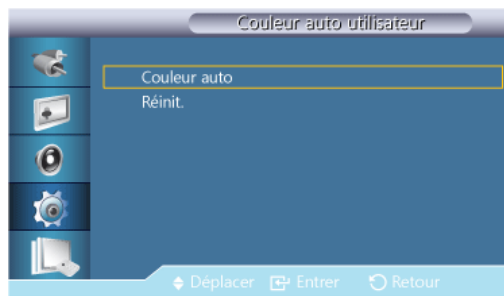 Couleur auto utilisateur
Couleur auto
Réinit.
Déplacer Entrer Retour